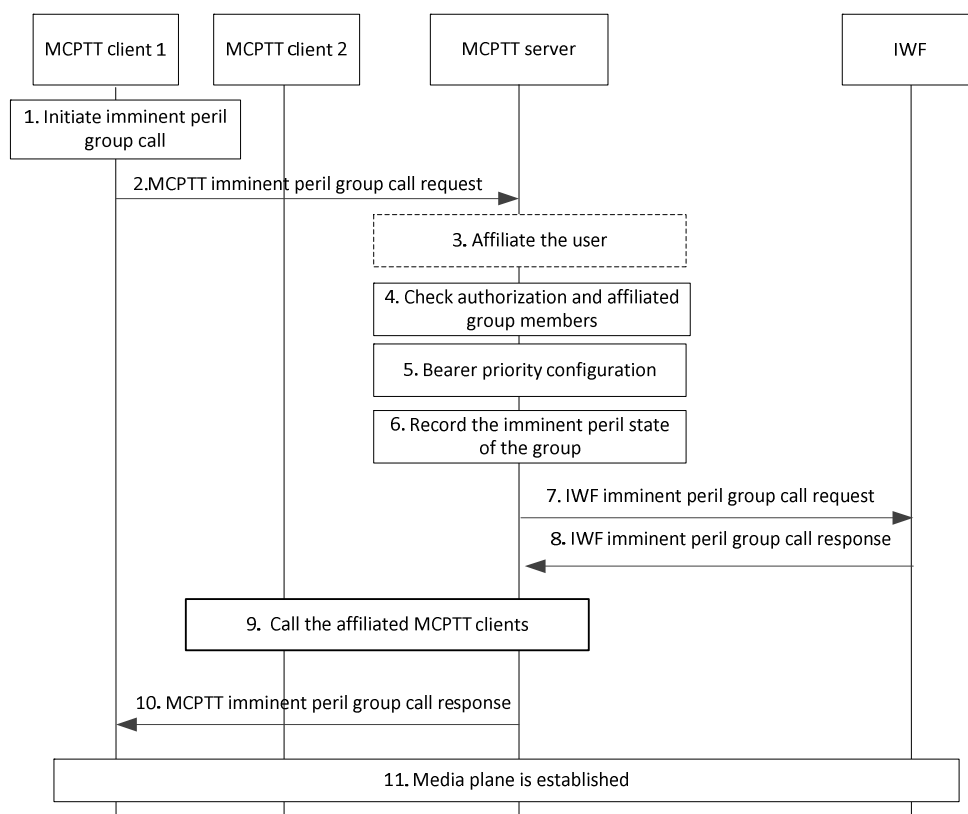 MCPTT client 1
MCPTT client 2
MCPTT server
IWF
1. Initiate imminent peril
group call
2.MCPTT imminent peril group call request
3. Affiliate the user
4. Check authorization and affiliated
group members
5. Bearer priority configuration
6. Record the imminent peril state
of the group
7. IWF imminent peril group call request
8. IWF imminent peril group call response
9. Call the affiliated MCPTT clients
10. MCPTT imminent peril group call response
11. Media plane is established